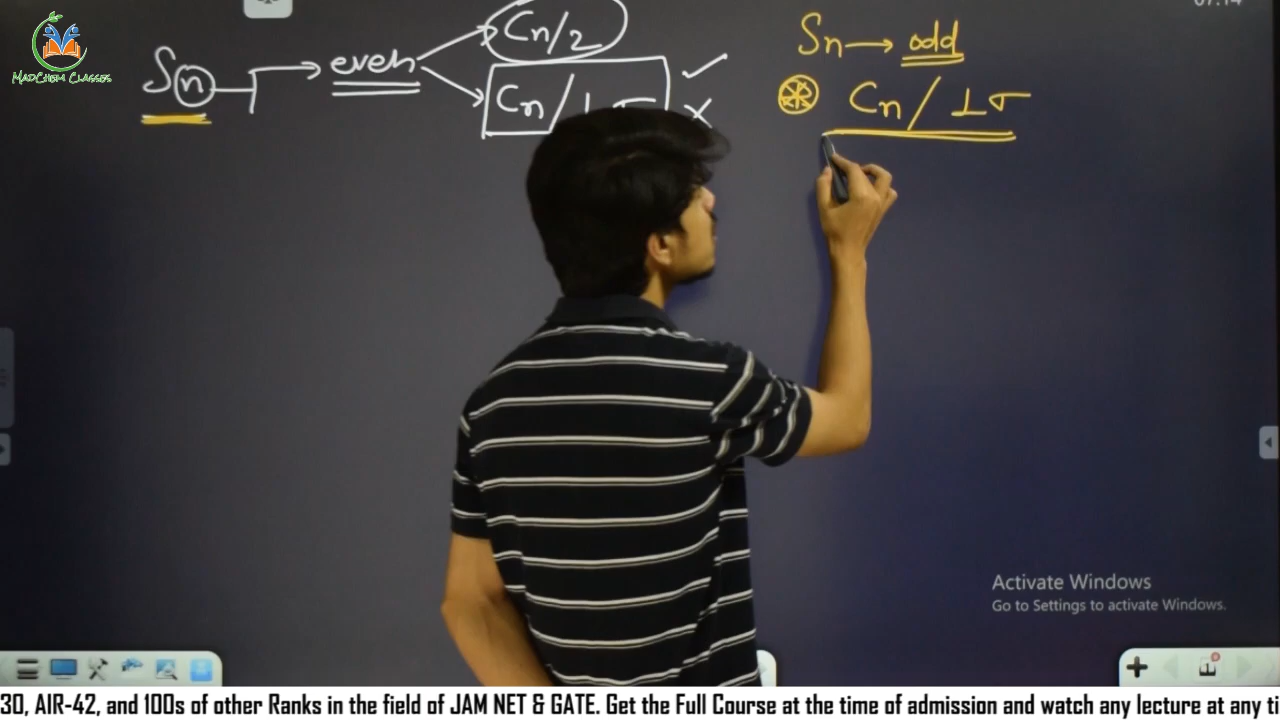 07:14
MADCHEM CLASSES
Sn → even
Cn/2
Cn / ⊥ σ
Sn → odd
Cn / ⊥σ
Activate Windows
Go to Settings to activate Windows.
30, AIR-42, and 100s of other Ranks in the field of JAM NET & GATE. Get the Full Course at the time of admission and watch any lecture at any ti